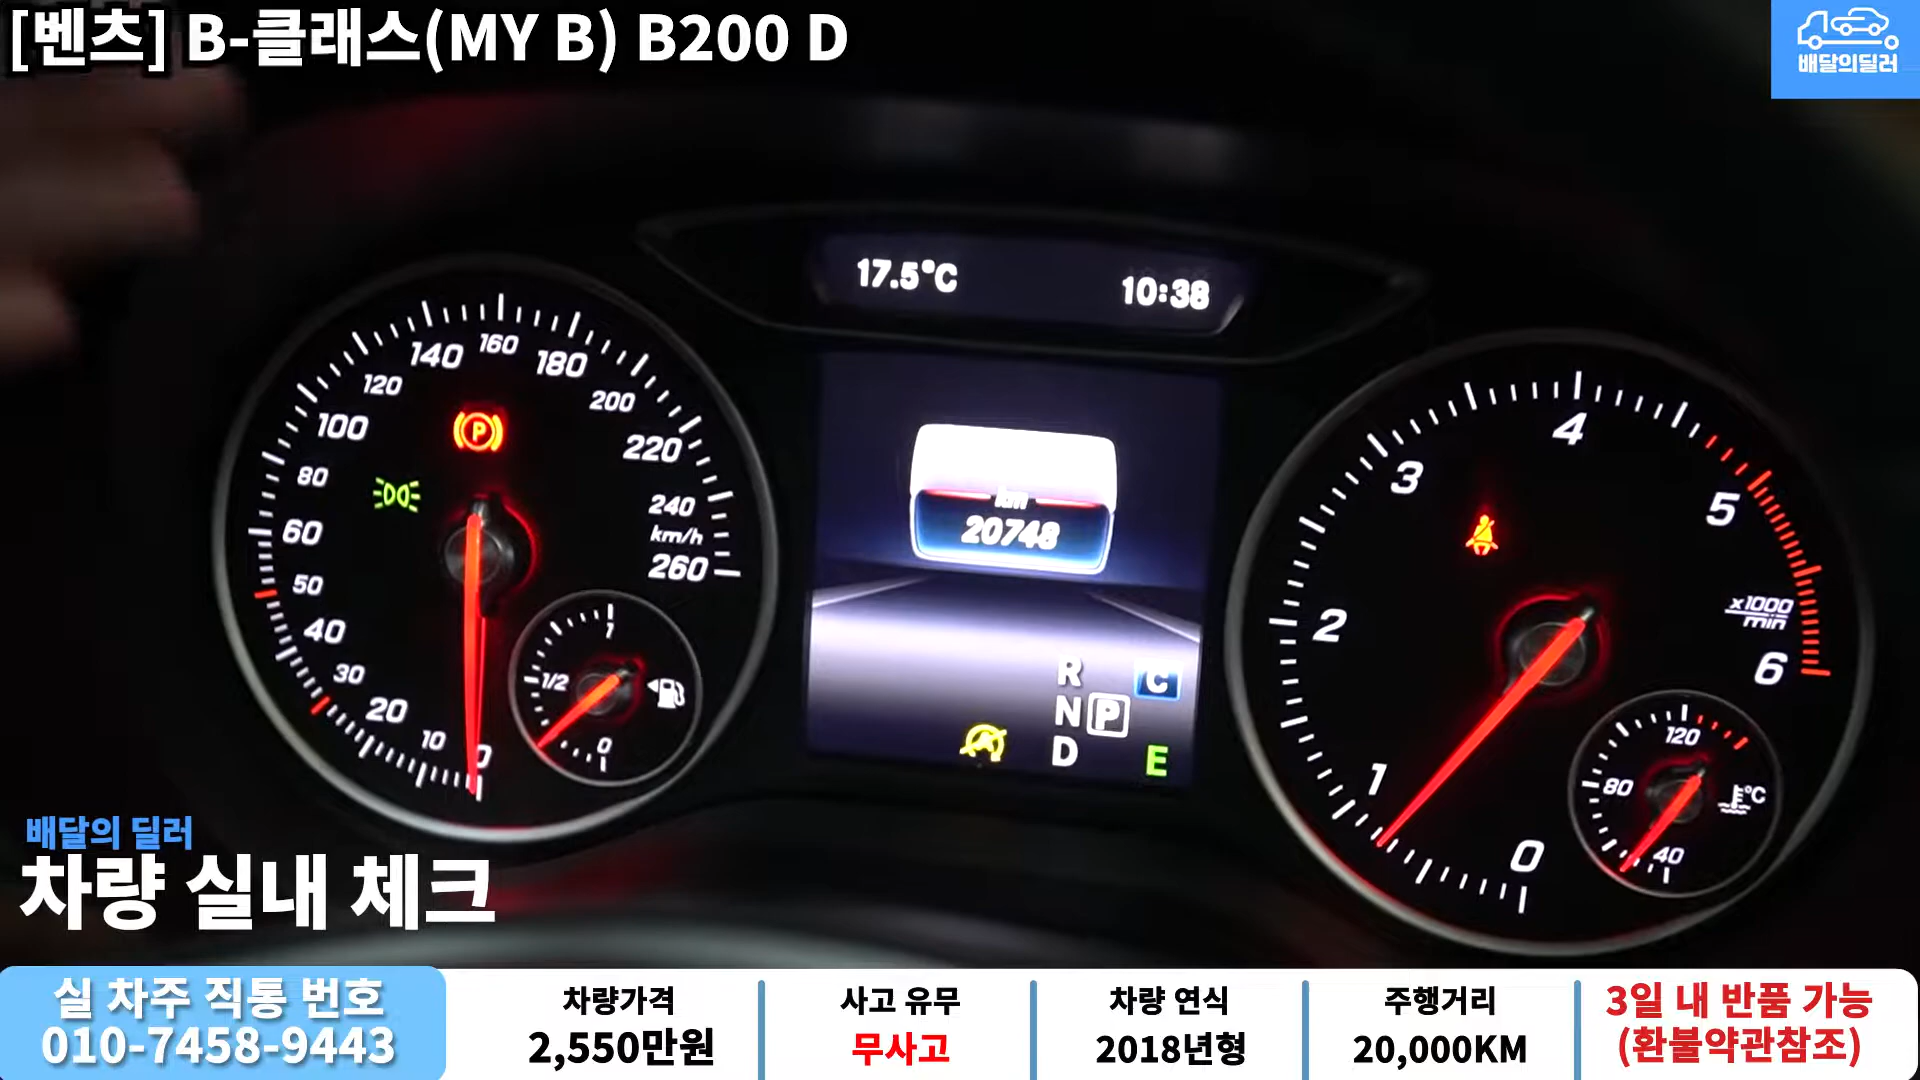 [벤츠] B-클래스(MY B) B200 D
배달의딜러
17.5°C
10:38
140
160
180
120
200
100
220
80
240
60
km/h
260
50
40
30
20
10
0
1
1/2
0
P
km
20748
R
C
N P
D
E
4
3
5
2
x1000
min
6
1
0
120
80
°C
40
배달의 딜러
차량 실내 체크
실 차주 직통 번호
010-7458-9443
차량가격
2,550만원
사고 유무
무사고
차량 연식
2018년형
주행거리
20,000KM
3일 내 반품 가능
(환불약관참조)